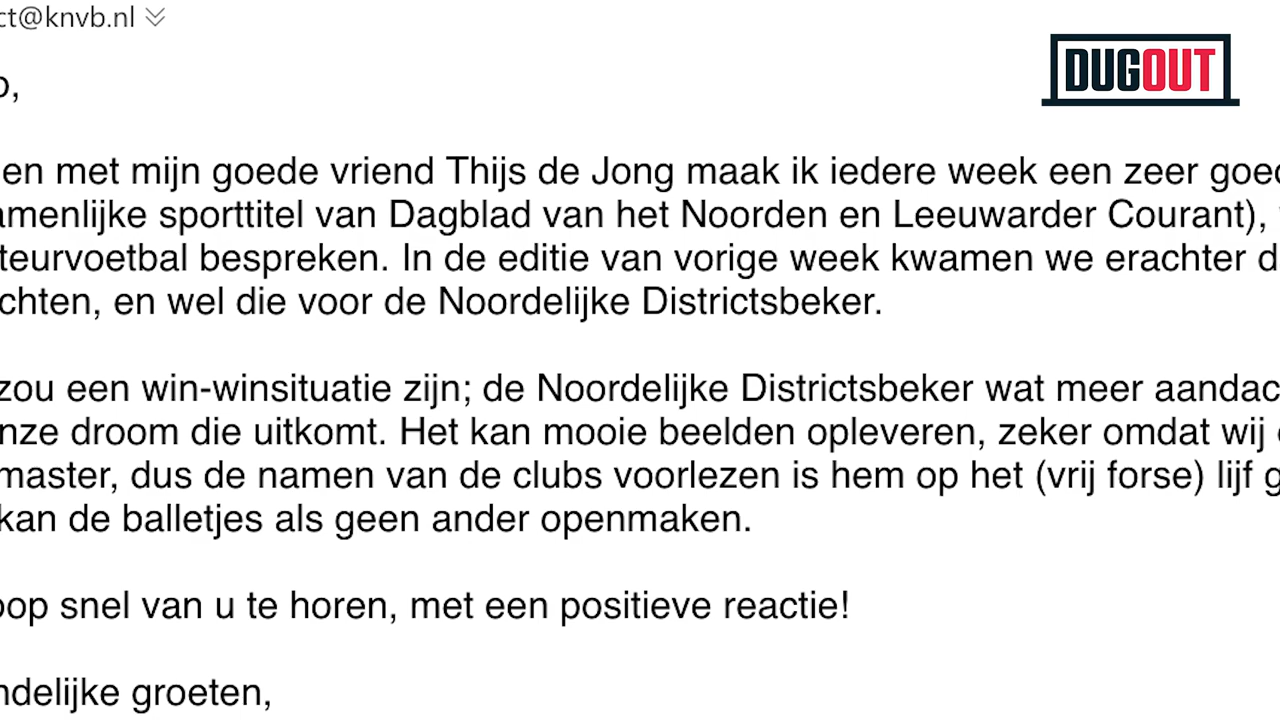 ct@knvb.nl
DUGOUT
o,
en met mijn goede vriend Thijs de Jong maak ik iedere week een zeer goed
amenlijke sporttitel van Dagblad van het Noorden en Leeuwarder Courant),
teurvoetbal bespreken. In de editie van vorige week kwamen we erachter d
chten, en wel die voor de Noordelijke Districtsbeker.
zou een win-winsituatie zijn; de Noordelijke Districtsbeker wat meer aandac
nze droom die uitkomt. Het kan mooie beelden opleveren, zeker omdat wij
master, dus de namen van de clubs voorlezen is hem op het (vrij forse) lijf g
kan de balletjes als geen ander openmaken.
oop snel van u te horen, met een positieve reactie!
ndelijke groeten,